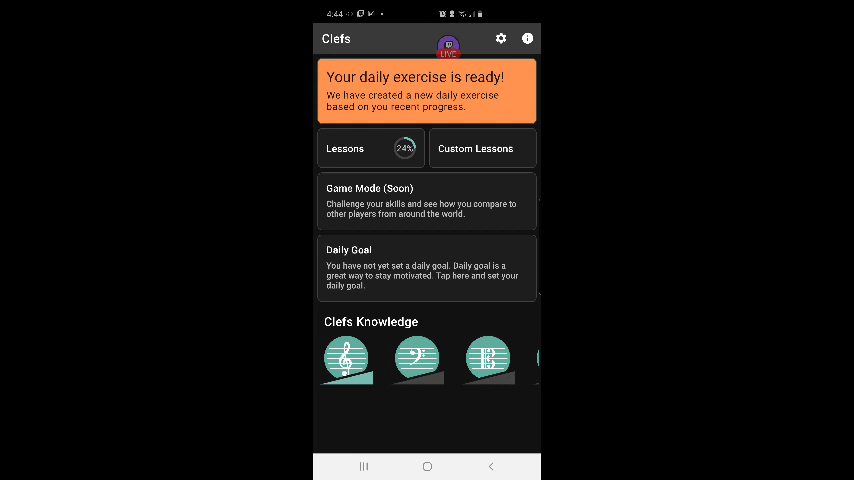 4:44
Clefs
LIVE
Your daily exercise is ready!
We have created a new daily exercise
based on you recent progress.
Lessons
24%
Custom Lessons
Game Mode (Soon)
Challenge your skills and see how you compare to
other players from around the world.
Daily Goal
You have not yet set a daily goal. Daily goal is a
great way to stay motivated. Tap here and set your
daily goal.
Clefs Knowledge